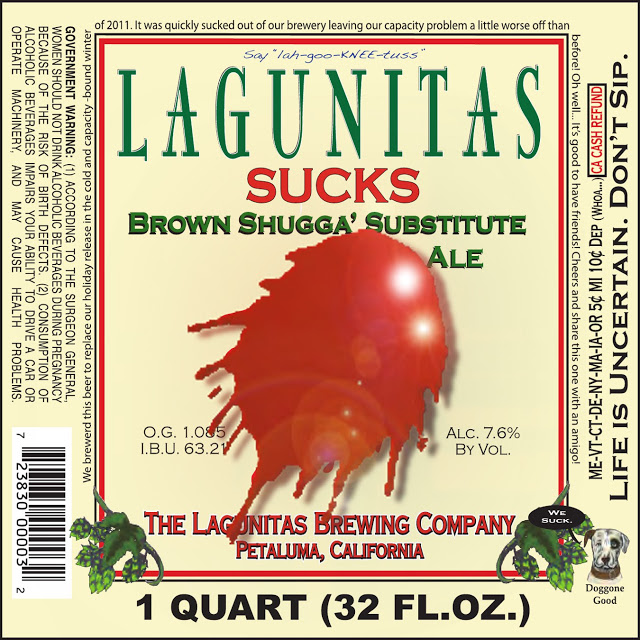 We brewerd this beer to replace our holiday release in the cold and capacity -bound winter
of 2011. It was quickly sucked out of our brewery leaving our capacity problem a little worse off than
before! Oh well... It's good to have friends! Cheers and share this one with an amigo!
Say "lah-goo-KNEE-tuss"
LAGUNITAS
SUCKS
BROWN SHUGGA' SUBSTITUTE
ALE
O.G. 1.085
I.B.U. 63.21
ALC. 7.6%
BY VOL.
THE LAGUNITAS BREWING COMPANY
PETALUMA, CALIFORNIA
1 QUART (32 FL.OZ.)
GOVERNMENT WARNING: (1) ACCORDING TO THE SURGEON GENERAL,
WOMEN SHOULD NOT DRINK ALCOHOLIC BEVERAGES DURING PREGNANCY
BECAUSE OF THE RISK OF BIRTH DEFECTS. (2) CONSUMPTION OF
ALCOHOLIC BEVERAGES IMPAIRS YOUR ABILITY TO DRIVE A CAR OR
OPERATE MACHINERY, AND MAY CAUSE HEALTH PROBLEMS.
7 23830 00003 2
ME-VT-CT-DE-NY-MA-IA-OR 5¢ MI 10¢ DEP (WHOA...) CA CASH REFUND
LIFE IS UNCERTAIN. DON'T SIP.
WE
SUCK.
Doggone
Good